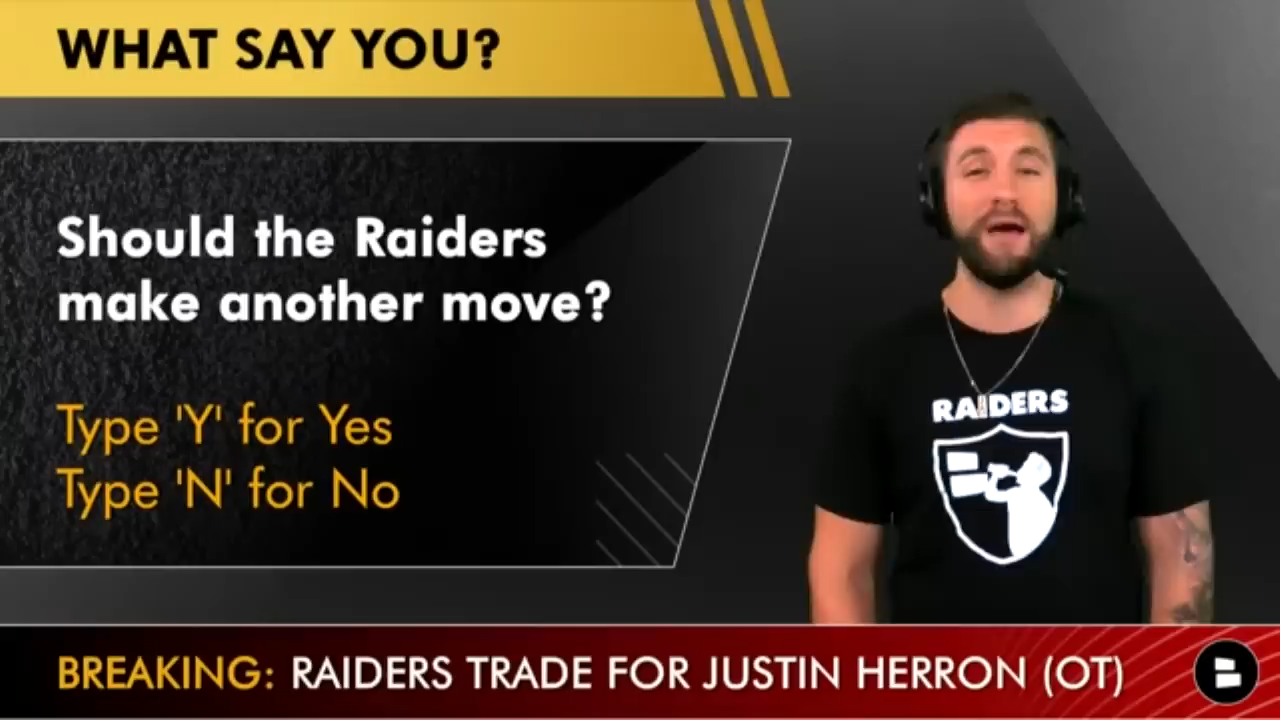 WHAT SAY YOU?
Should the Raiders
make another move?
Type 'Y' for Yes
Type 'N' for No
RAIDERS
BREAKING: RAIDERS TRADE FOR JUSTIN HERRON (OT)